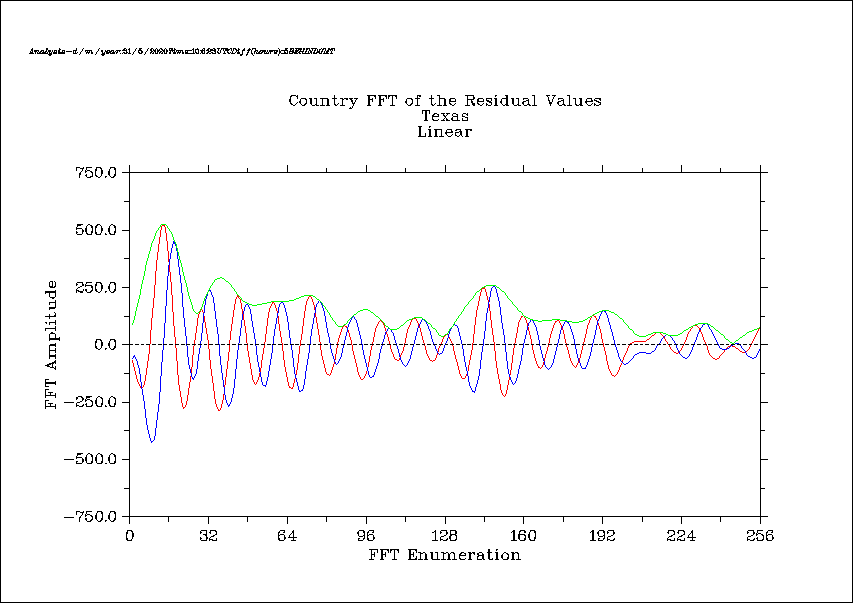 Country FFT of the Residual Values
Texas
Linear
750.0
500.0
250.0
0.0
-250.0
-500.0
-750.0
FFT Amplitude
0 32 64 96 128 160 192 224 256
FFT Enumeration